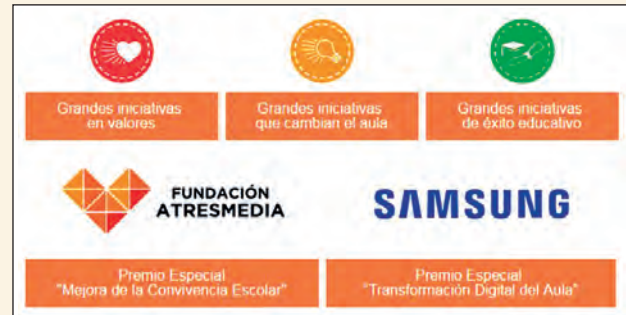 Grandes iniciativas
en valores
Grandes iniciativas
que cambian el aula
Grandes iniciativas
de éxito educativo
FUNDACIÓN
ATRESMEDIA
SAMSUNG
Premio Especial
"Mejora de la Convivencia Escolar"
Premio Especial
"Transformación Digital del Aula"